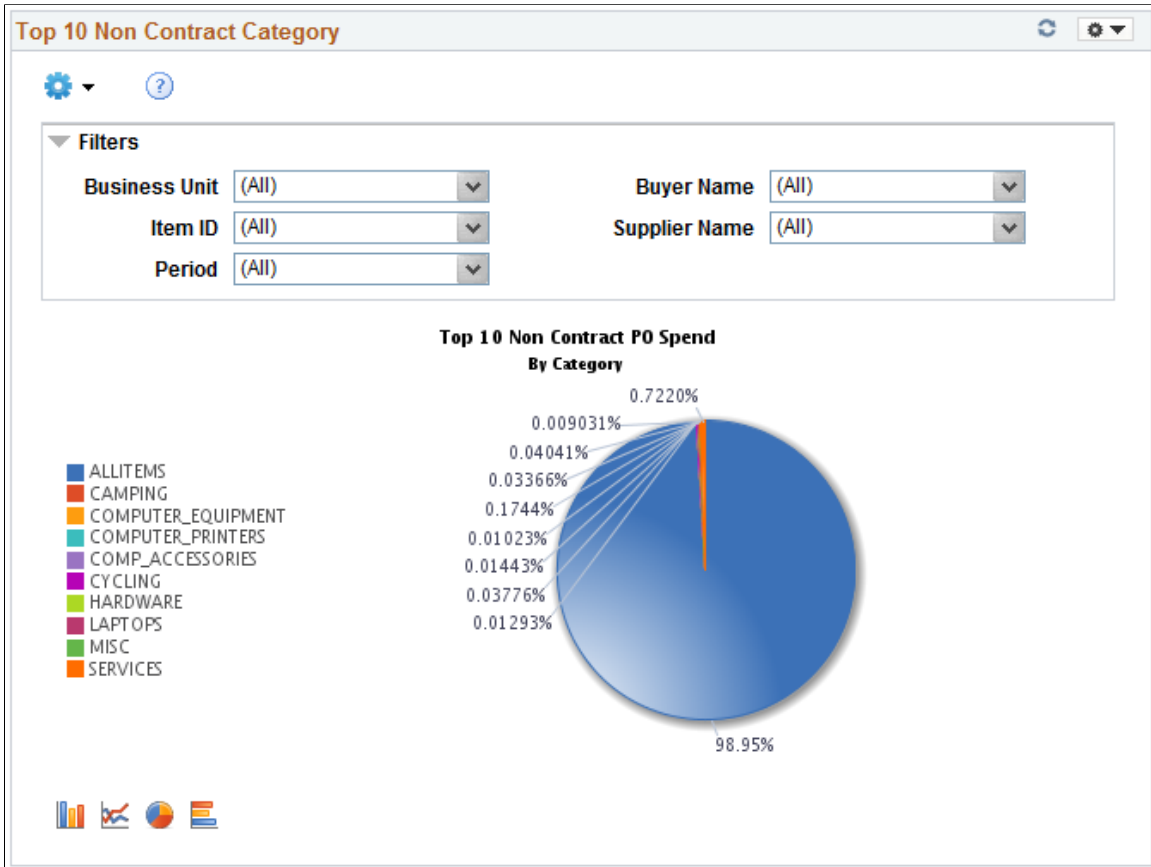 Top 10 Non Contract Category
?
Filters
Business Unit (All) Buyer Name (All)
Item ID (All) Supplier Name (All)
Period (All)
Top 10 Non Contract PO Spend
By Category
0.7220%
0.009031%
0.04041%
0.03366%
0.1744%
0.01023%
0.01443%
0.03776%
0.01293%
98.95%
ALLITEMS
CAMPING
COMPUTER_EQUIPMENT
COMPUTER_PRINTERS
COMP_ACCESSORIES
CYCLING
HARDWARE
LAPTOPS
MISC
SERVICES